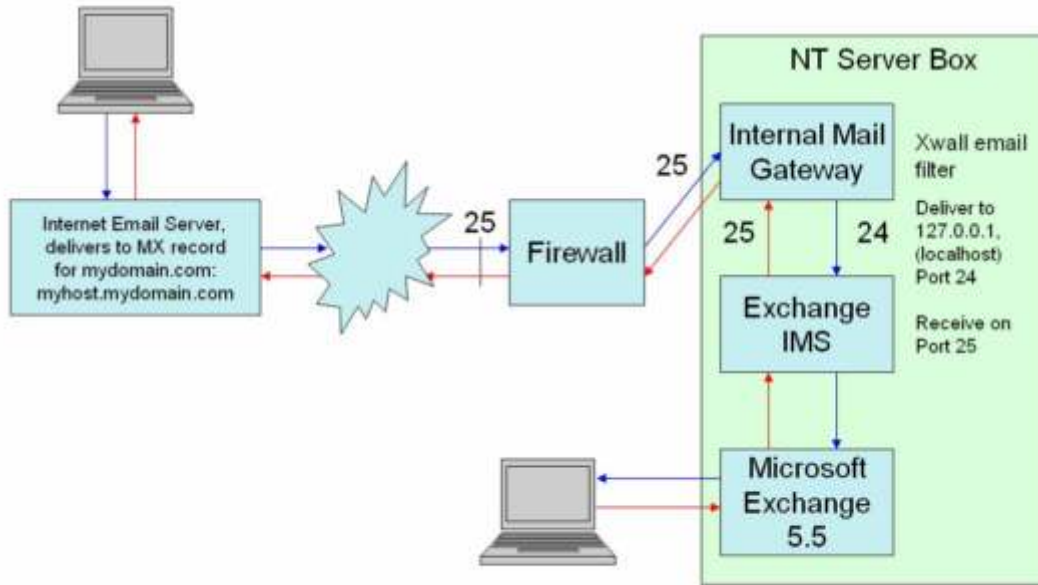 NT Server Box
Internal Mail
Gateway
Xwall email
filter
Deliver to
127.0.0.1,
(localhost)
Port 24
25
24
Exchange
IMS
Receive on
Port 25
Microsoft
Exchange
5.5
25
Firewall
25
Internet Email Server,
delivers to MX record
for mydomain.com:
myhost.mydomain.com